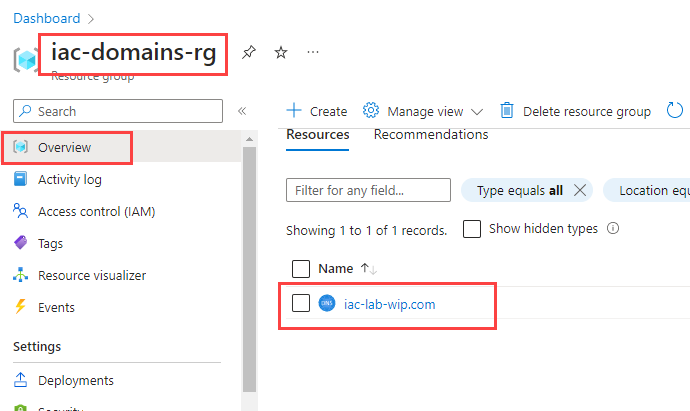 Dashboard >
iac-domains-rg ...
Resource group
Search «
Overview
Activity log
Access control (IAM)
Tags
Resource visualizer
Events
Settings
Deployments
Security
+ Create Manage view Delete resource group
Resources Recommendations
Filter for any field... Type equals all × Location equa
Showing 1 to 1 of 1 records. Show hidden types
Name ↑↓
DNS iac-lab-wip.com